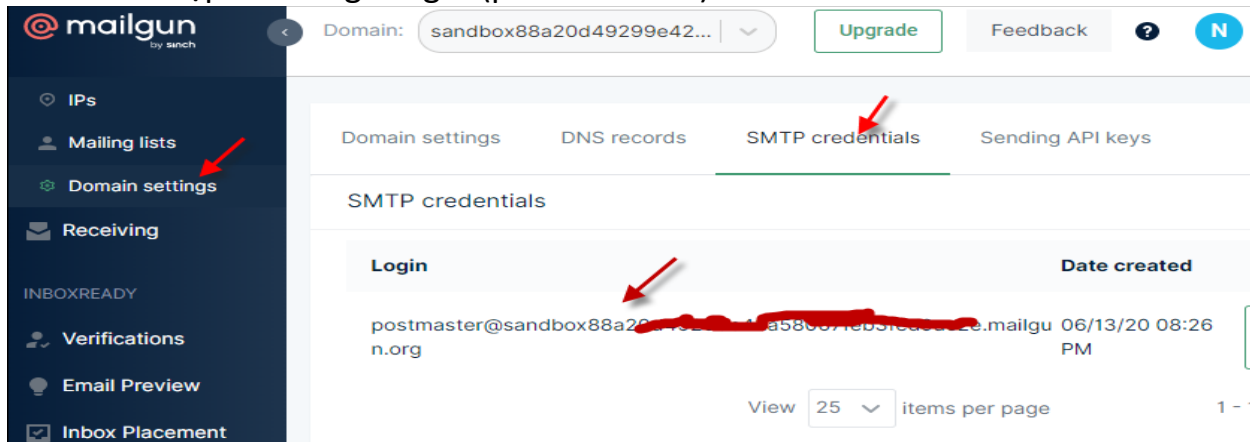 mailgun
by sinch
Domain: sandbox88a20d49299e42...
Upgrade
Feedback
?
N
IPs
Mailing lists
Domain settings
Receiving
INBOXREADY
Verifications
Email Preview
Inbox Placement
Domain settings DNS records SMTP credentials Sending API keys
SMTP credentials
Login Date created
postmaster@sandbox88a20 .mailgu 06/13/20 08:26
n.org PM
View 25 items per page 1 -